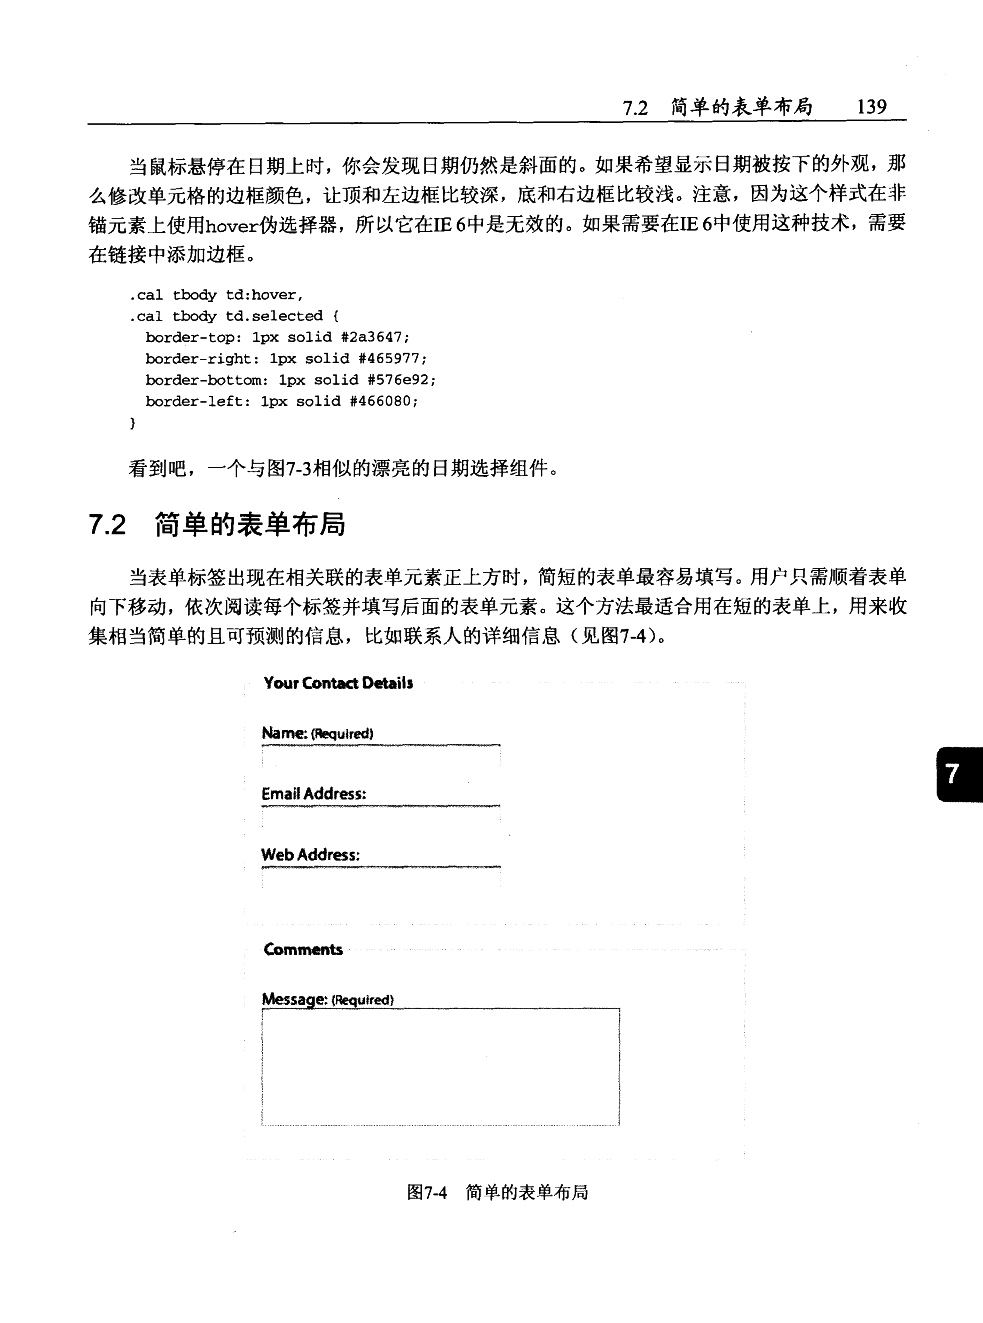 7.2 简单的表单布局 139
当鼠标悬停在日期上时，你会发现日期仍然是斜面的。如果希望显示日期被按下的外观，那
么修改单元格的边框颜色，让顶和左边框比较深，底和右边框比较浅。注意，因为这个样式在非
锚元素上使用hover伪选择器，所以它在IE 6中是无效的。如果需要在IE 6中使用这种技术，需要
在链接中添加边框。
.cal tbody td:hover,
.cal tbody td.selected {
border-top: 1px solid #2a3647;
border-right: 1px solid #465977;
border-bottom: 1px solid #576e92;
border-left: 1px solid #466080;
}
看到吧，一个与图7-3相似的漂亮的日期选择组件。
7.2 简单的表单布局
当表单标签出现在相关联的表单元素正上方时，简短的表单最容易填写。用户只需顺着表单
向下移动，依次阅读每个标签并填写后面的表单元素。这个方法最适合用在短的表单上，用来收
集相当简单的且可预测的信息，比如联系人的详细信息（见图7-4）。
Your Contact Details
Name: (Required)
7
Email Address:
Web Address:
Comments
Message: (Required)
图7-4 简单的表单布局